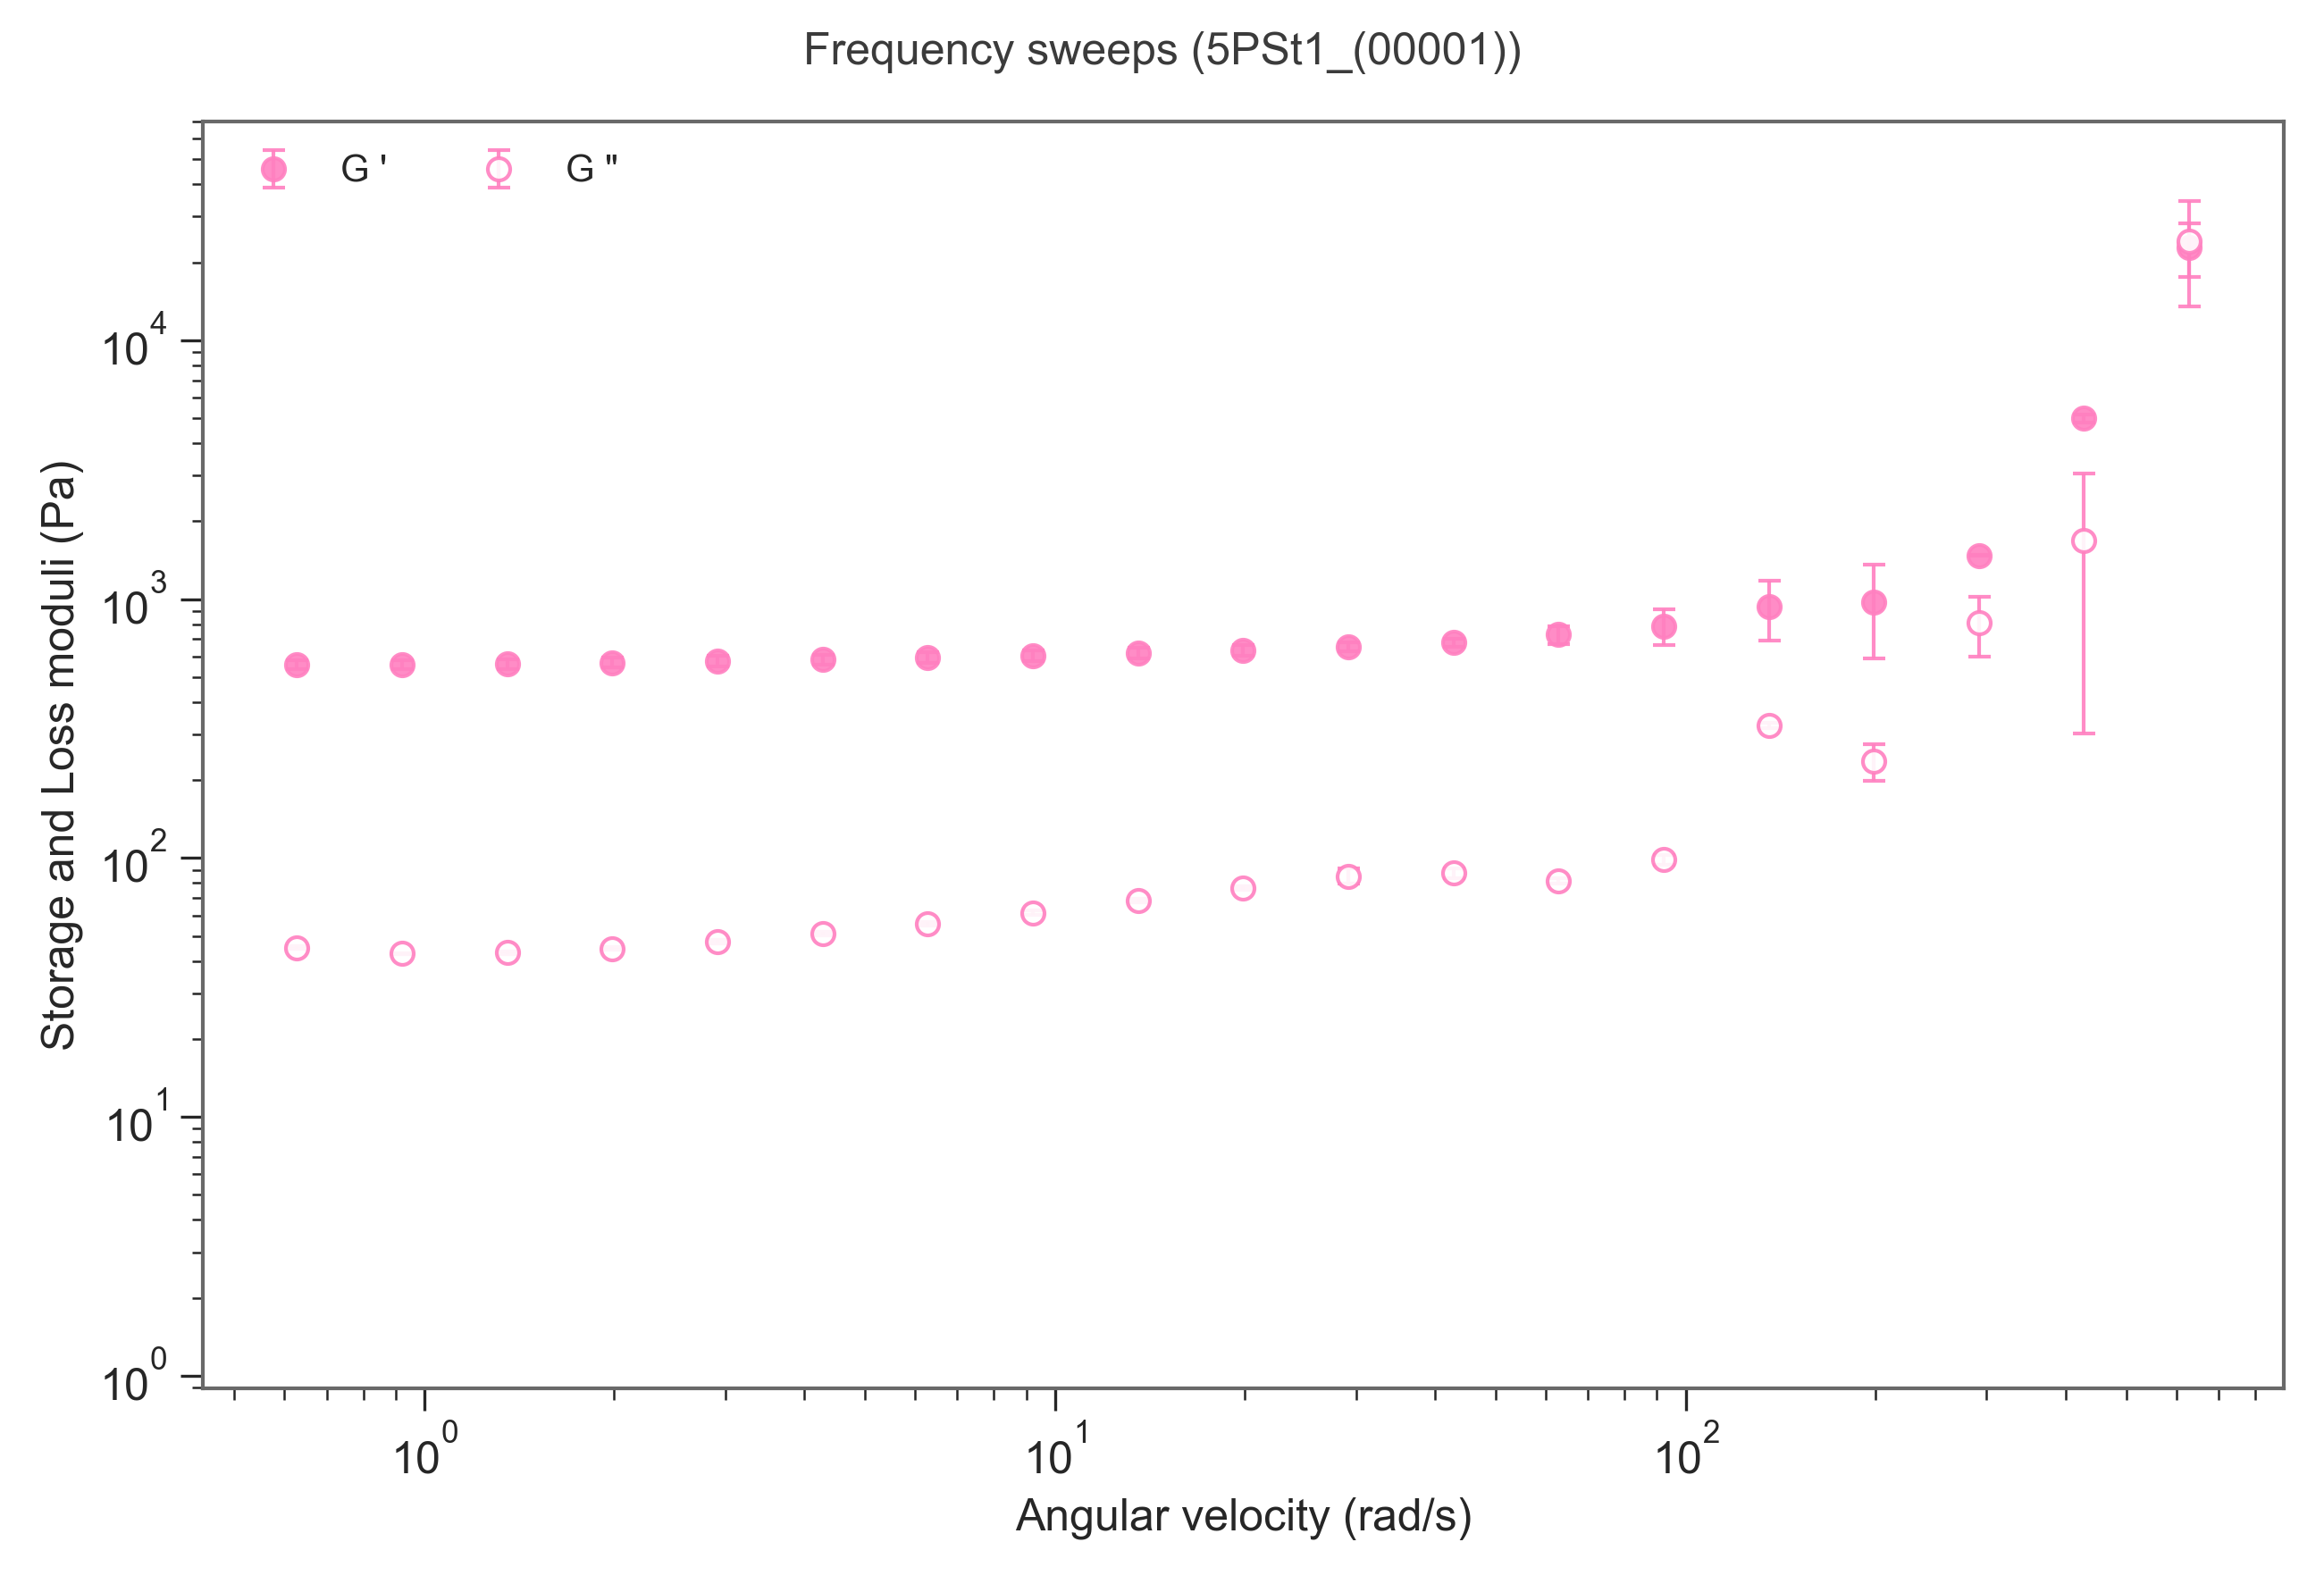 Frequency sweeps (5PSt1_(00001))
G ' G "
Storage and Loss moduli (Pa)
10^4
10^3
10^2
10^1
10^0
10^0 10^1 10^2
Angular velocity (rad/s)